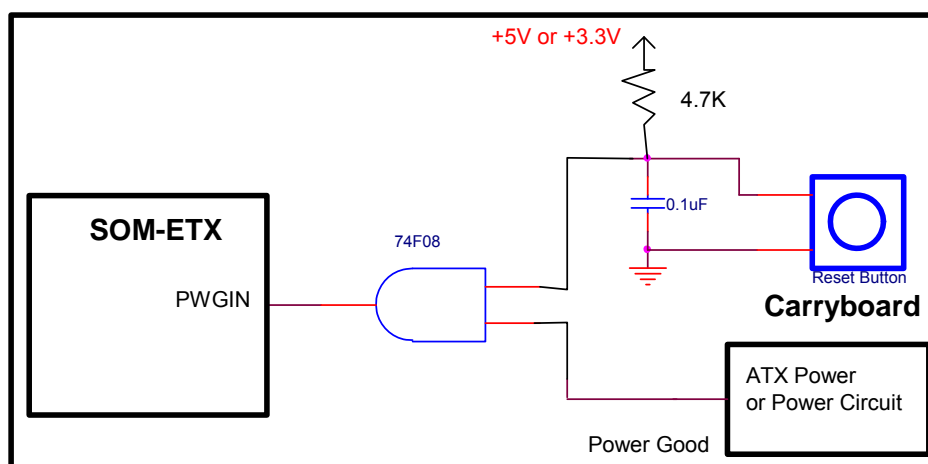 +5V or +3.3V
4.7K
0.1uF
SOM-ETX
74F08
PWGIN
Reset Button
Carryboard
ATX Power
or Power Circuit
Power Good